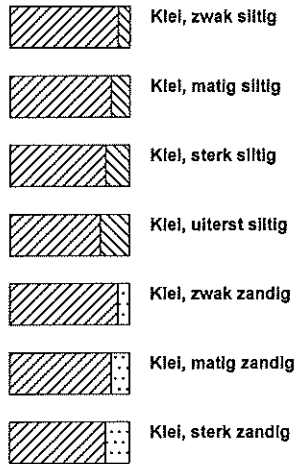 Klei, zwak siltig
Klei, matig siltig
Klei, sterk siltig
Klei, uiterst siltig
Klei, zwak zandig
Klei, matig zandig
Klei, sterk zandig